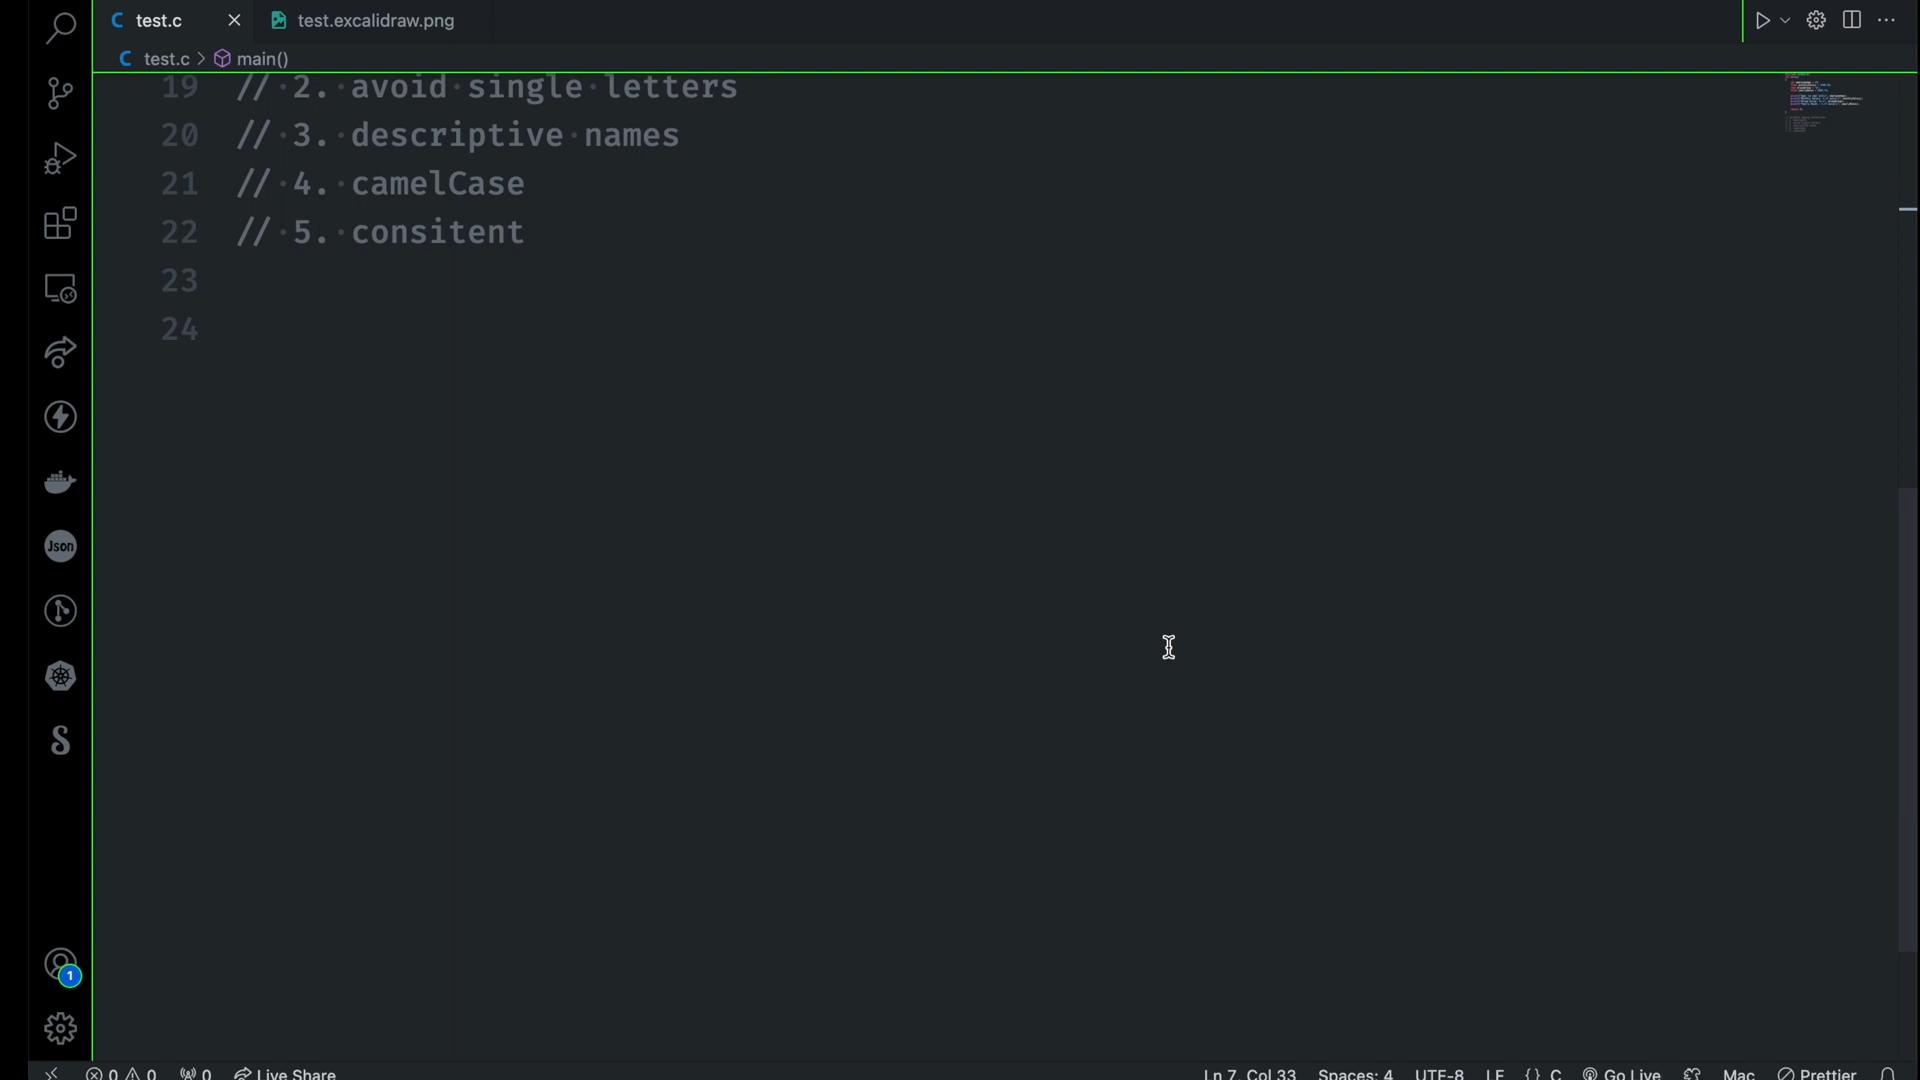 test.c
test.excalidraw.png
test.c > main()
19 // 2. avoid single letters
20 // 3. descriptive names
21 // 4. camelCase
22 // 5. consitent
23
24
Json
1
0 0 0 Live Share
Ln 7, Col 33 Spaces: 4 UTF-8 LF {} C Go Live Mac Prettier